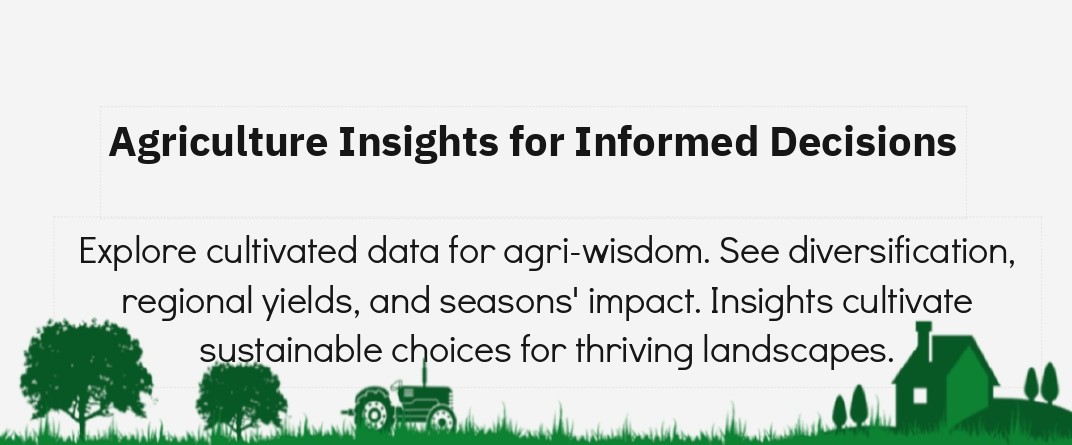 Agriculture Insights for Informed Decisions
Explore cultivated data for agri-wisdom. See diversification,
regional yields, and seasons' impact. Insights cultivate
sustainable choices for thriving landscapes.